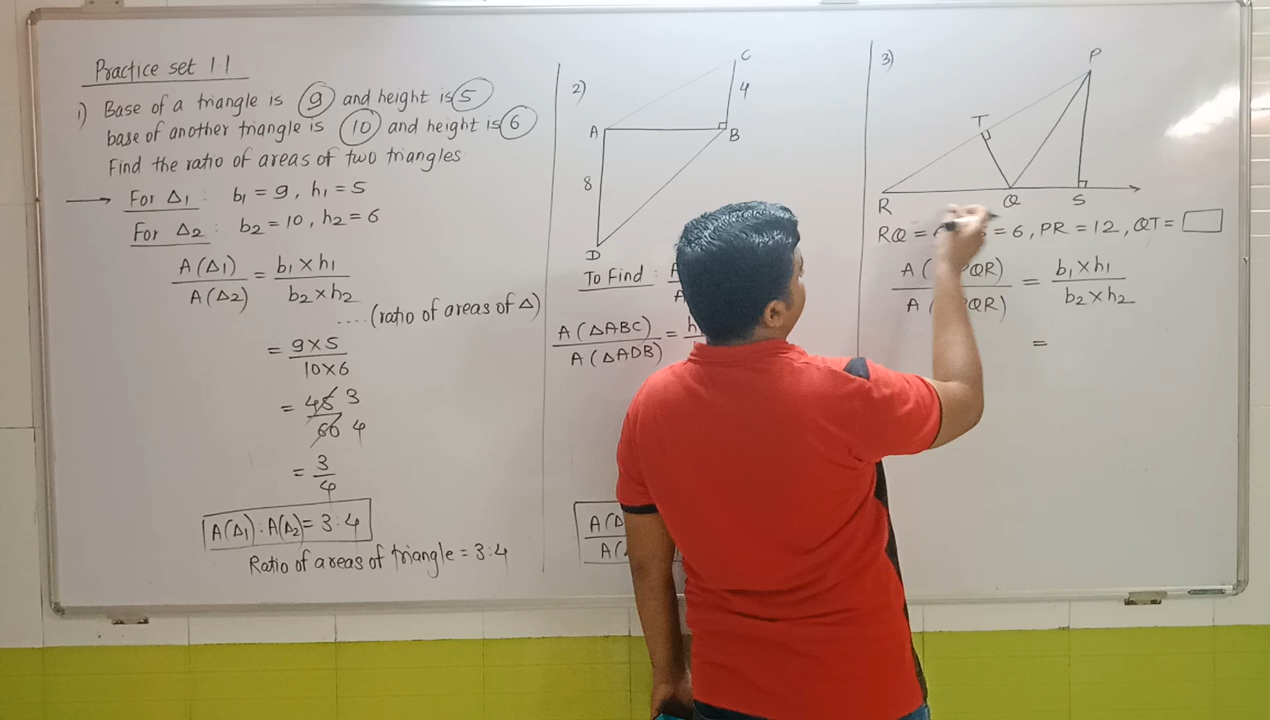 Practice set 1.1
1) Base of a triangle is 9 and height is 5
base of another triangle is 10 and height is 6
Find the ratio of areas of two triangles
→ For Δ1 : b1 = 9, h1 = 5
For Δ2 : b2 = 10, h2 = 6
A(Δ1) / A(Δ2) = b1 × h1 / b2 × h2
.... (ratio of areas of Δ)
= 9 × 5 / 10 × 6
= 45 3 / 60 4
= 3 / 4
A(Δ1) : A(Δ2) = 3:4
Ratio of areas of triangle = 3:4
2)
C
4
A
B
8
D
To Find :
A(ΔABC) / A(ΔADB) = h
3)
P
T
R
Q
S
RQ = = 6, PR = 12, QT =
A( PQR) / A( PQR) = b1 × h1 / b2 × h2
=